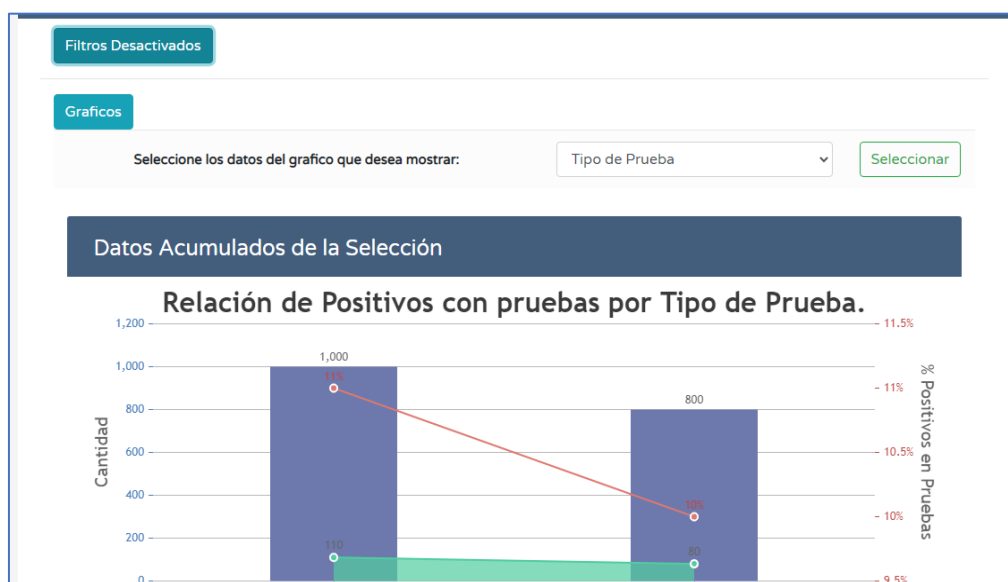 Filtros Desactivados
Graficos
Seleccione los datos del grafico que desea mostrar:
Tipo de Prueba
Seleccionar
Datos Acumulados de la Selección
Relación de Positivos con pruebas por Tipo de Prueba.
1,200
1,000
800
600
400
200
0
Cantidad
1,000
11%
110
800
10%
80
11.5%
11%
10.5%
10%
9.5%
% Positivos en Pruebas